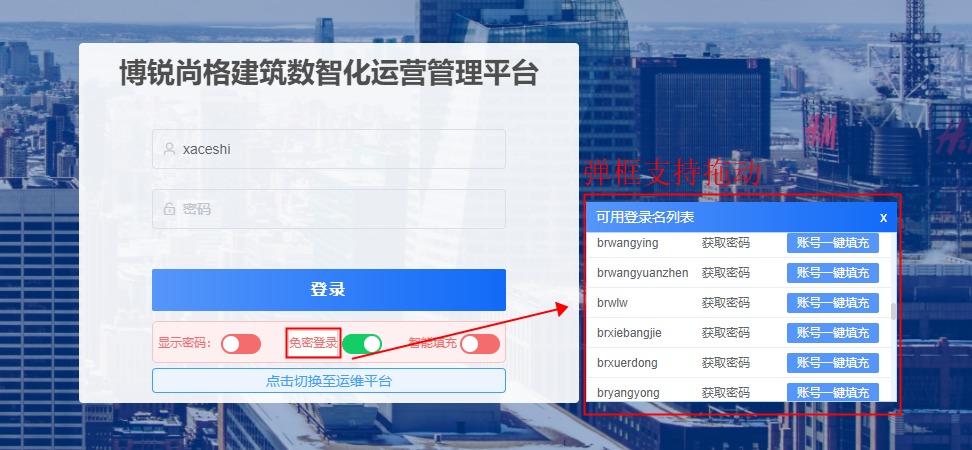 博锐尚格建筑数智化运营管理平台
xaceshi
密码
登录
显示密码：
免密登录
智能填充
点击切换至运维平台
弹框支持拖动
可用登录名列表 x
brwangying 获取密码 账号一键填充
brwangyuanzhen 获取密码 账号一键填充
brwlw 获取密码 账号一键填充
brxiebangjie 获取密码 账号一键填充
brxuerdong 获取密码 账号一键填充
bryangyong 获取密码 账号一键填充
H&M
H&M